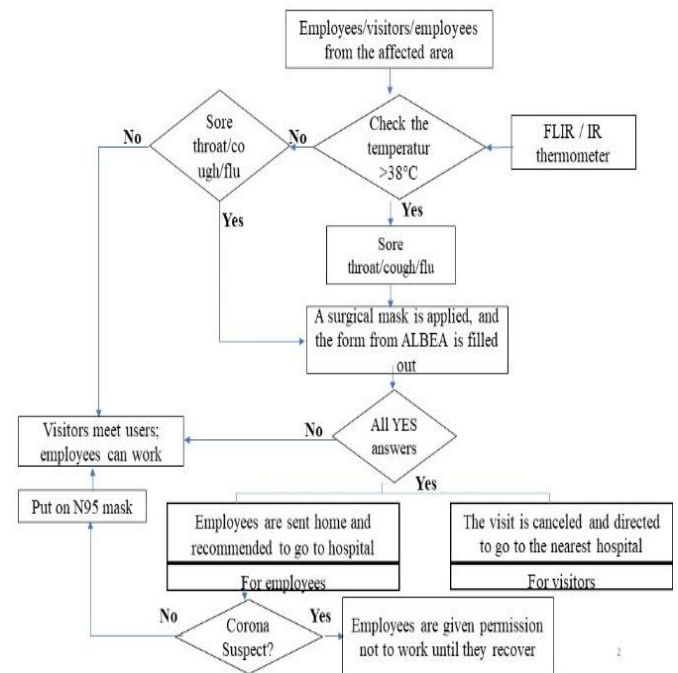 Employees/visitors/employees
from the affected area
No
Sore
throat/co
ugh/flu
No
Check the
temperatur
>38°C
FLIR / IR
thermometer
Yes
Yes
Sore
throat/cough/flu
A surgical mask is applied, and
the form from ALBEA is filled
out
Visitors meet users;
employees can work
No
All YES
answers
Yes
Put on N95 mask
Employees are sent home and
recommended to go to hospital
The visit is canceled and directed
to go to the nearest hospital
For employees
For visitors
No
Corona
Suspect?
Yes
Employees are given permission
not to work until they recover
2